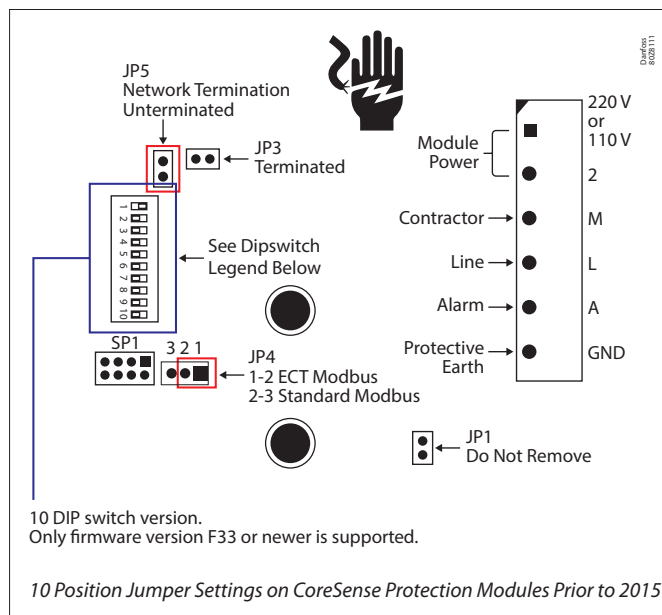 Danfoss
80Z8111
JP5
Network Termination
Unterminated
JP3
Terminated
1
2
3
4
5
6
7
8
9
10
See Dipswitch
Legend Below
SP1
3 2 1
JP4
1-2 ECT Modbus
2-3 Standard Modbus
Module
Power
220 V
or
110 V
2
Contractor
M
Line
L
Alarm
A
Protective
Earth
GND
JP1
Do Not Remove
10 DIP switch version.
Only firmware version F33 or newer is supported.
10 Position Jumper Settings on CoreSense Protection Modules Prior to 2015